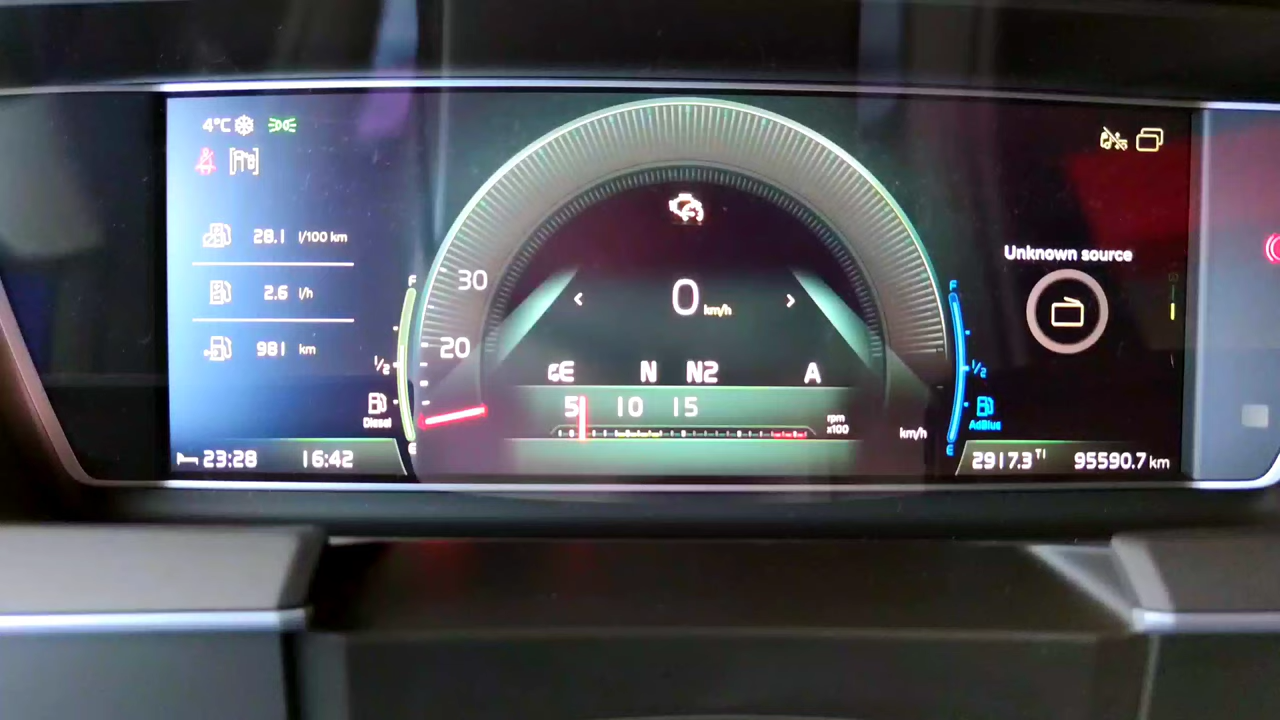 4°C
28.1 l/100 km
2.6 l/h
981 km
1/2
Diesel
F
E
23:28 16:42
30
20
0 km/h
E N N2 A
5 10 15
rpm
x100
km/h
Unknown source
F
1/2
AdBlue
E
2917.3 T1 95590.7 km